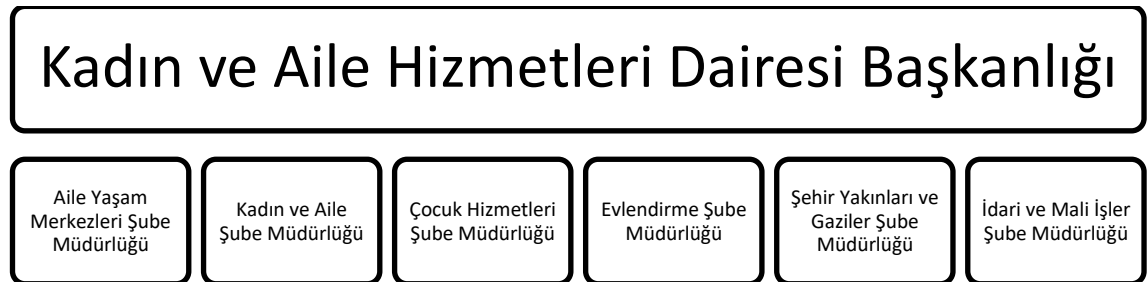 Kadın ve Aile Hizmetleri Dairesi Başkanlığı
Aile Yaşam
Merkezleri Şube
Müdürlüğü
Kadın ve Aile
Şube Müdürlüğü
Çocuk Hizmetleri
Şube Müdürlüğü
Evlendirme Şube
Müdürlüğü
Şehir Yakınları ve
Gaziler Şube
Müdürlüğü
İdari ve Mali İşler
Şube Müdürlüğü